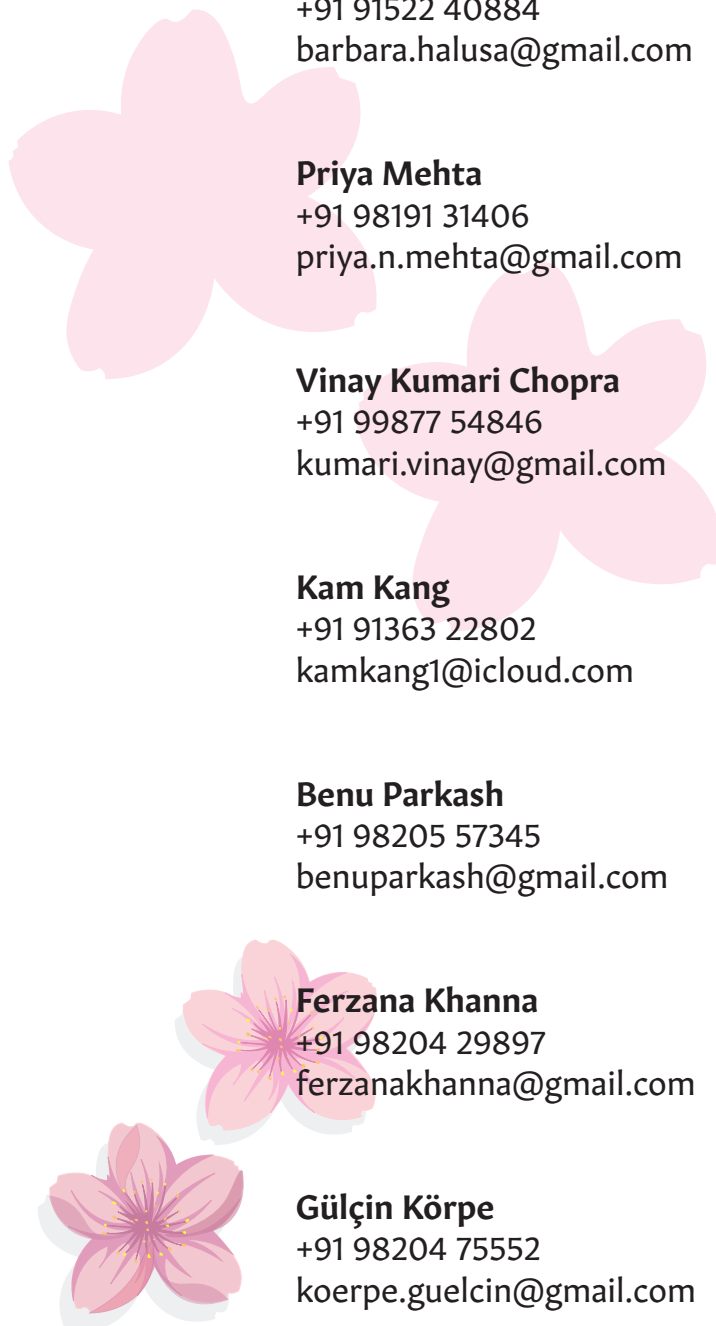 +91 91522 40884
barbara.halusa@gmail.com
Priya Mehta
+91 98191 31406
priya.n.mehta@gmail.com
Vinay Kumari Chopra
+91 99877 54846
kumari.vinay@gmail.com
Kam Kang
+91 91363 22802
kamkang1@icloud.com
Benu Parkash
+91 98205 57345
benuparkash@gmail.com
Ferzana Khanna
+91 98204 29897
ferzanakhanna@gmail.com
Gülçin Körpe
+91 98204 75552
koerpe.guelcin@gmail.com